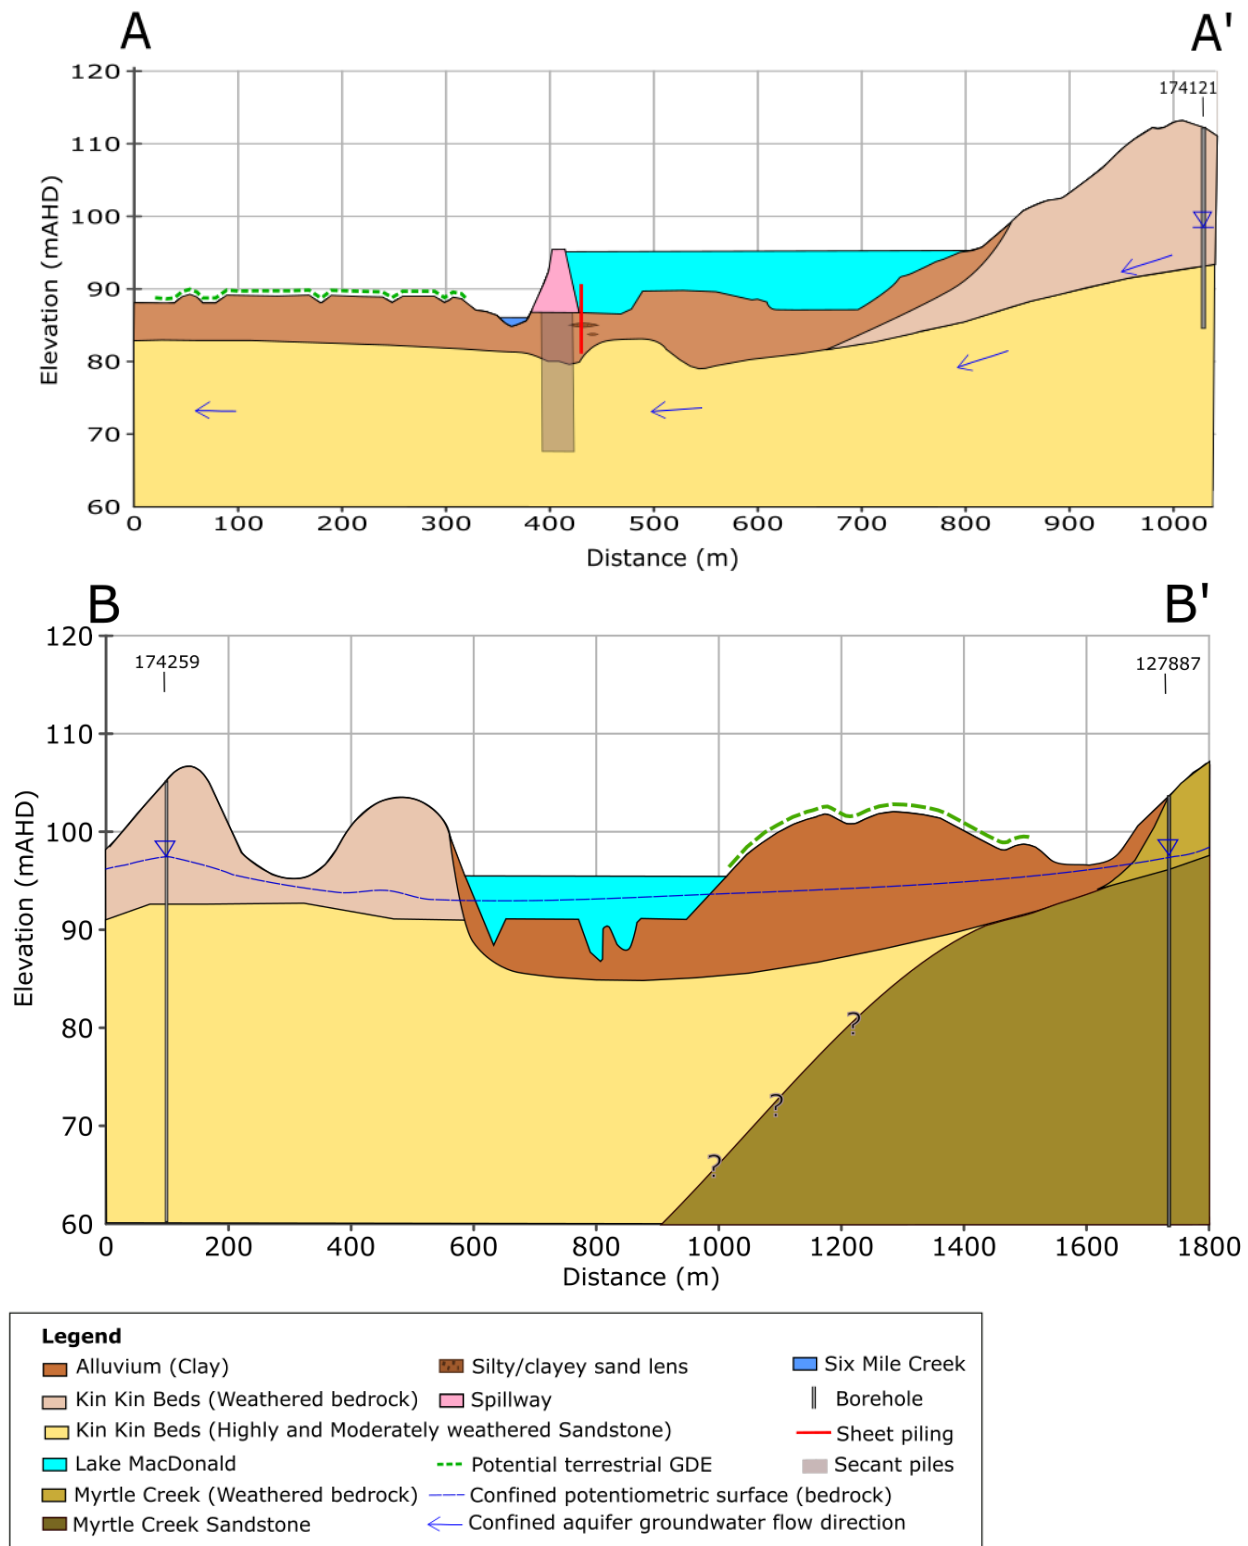 A
A'
174121
120
110
100
90
80
70
60
Elevation (mAHD)
0 100 200 300 400 500 600 700 800 900 1000
Distance (m)
B
B'
174259
127887
120
110
100
90
80
70
60
Elevation (mAHD)
?
?
?
0 200 400 600 800 1000 1200 1400 1600 1800
Distance (m)
Legend
Alluvium (Clay)
Silty/clayey sand lens
Six Mile Creek
Kin Kin Beds (Weathered bedrock)
Spillway
Borehole
Kin Kin Beds (Highly and Moderately weathered Sandstone)
Sheet piling
Lake MacDonald
Potential terrestrial GDE
Secant piles
Myrtle Creek (Weathered bedrock)
Confined potentiometric surface (bedrock)
Myrtle Creek Sandstone
Confined aquifer groundwater flow direction